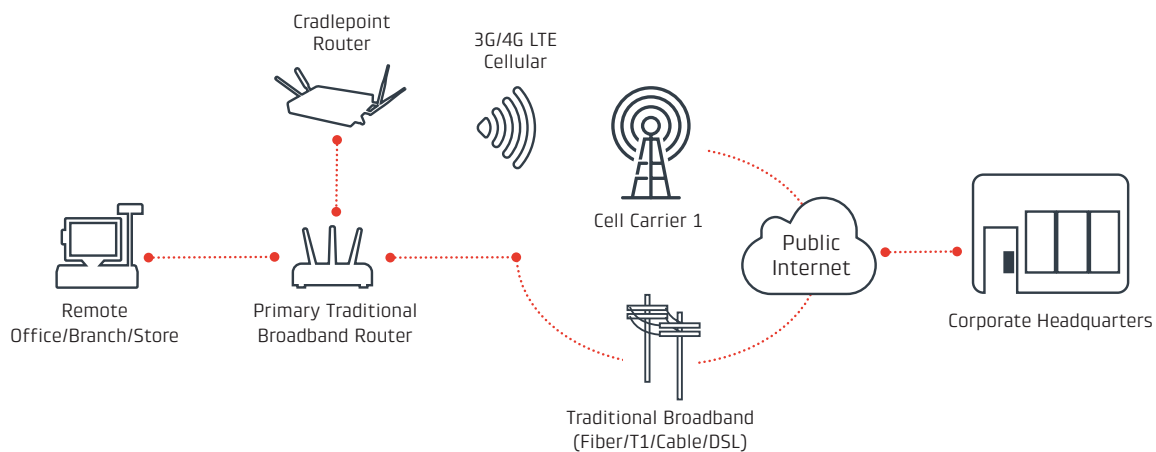 Cradlepoint
Router
3G/4G LTE
Cellular
Cell Carrier 1
Public
Internet
Remote
Office/Branch/Store
Primary Traditional
Broadband Router
Corporate Headquarters
Traditional Broadband
(Fiber/T1/Cable/DSL)